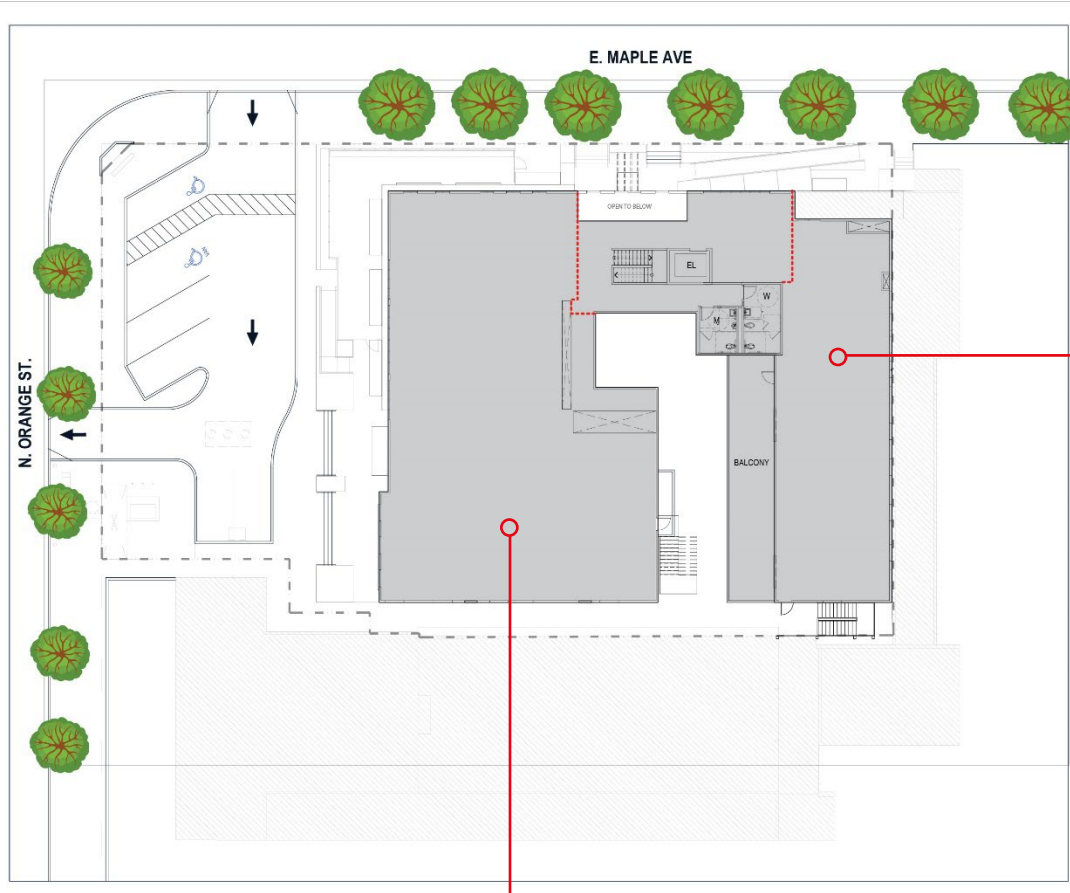 E. MAPLE AVE
OPEN TO BELOW
EL
W
M
N. ORANGE ST.
BALCONY